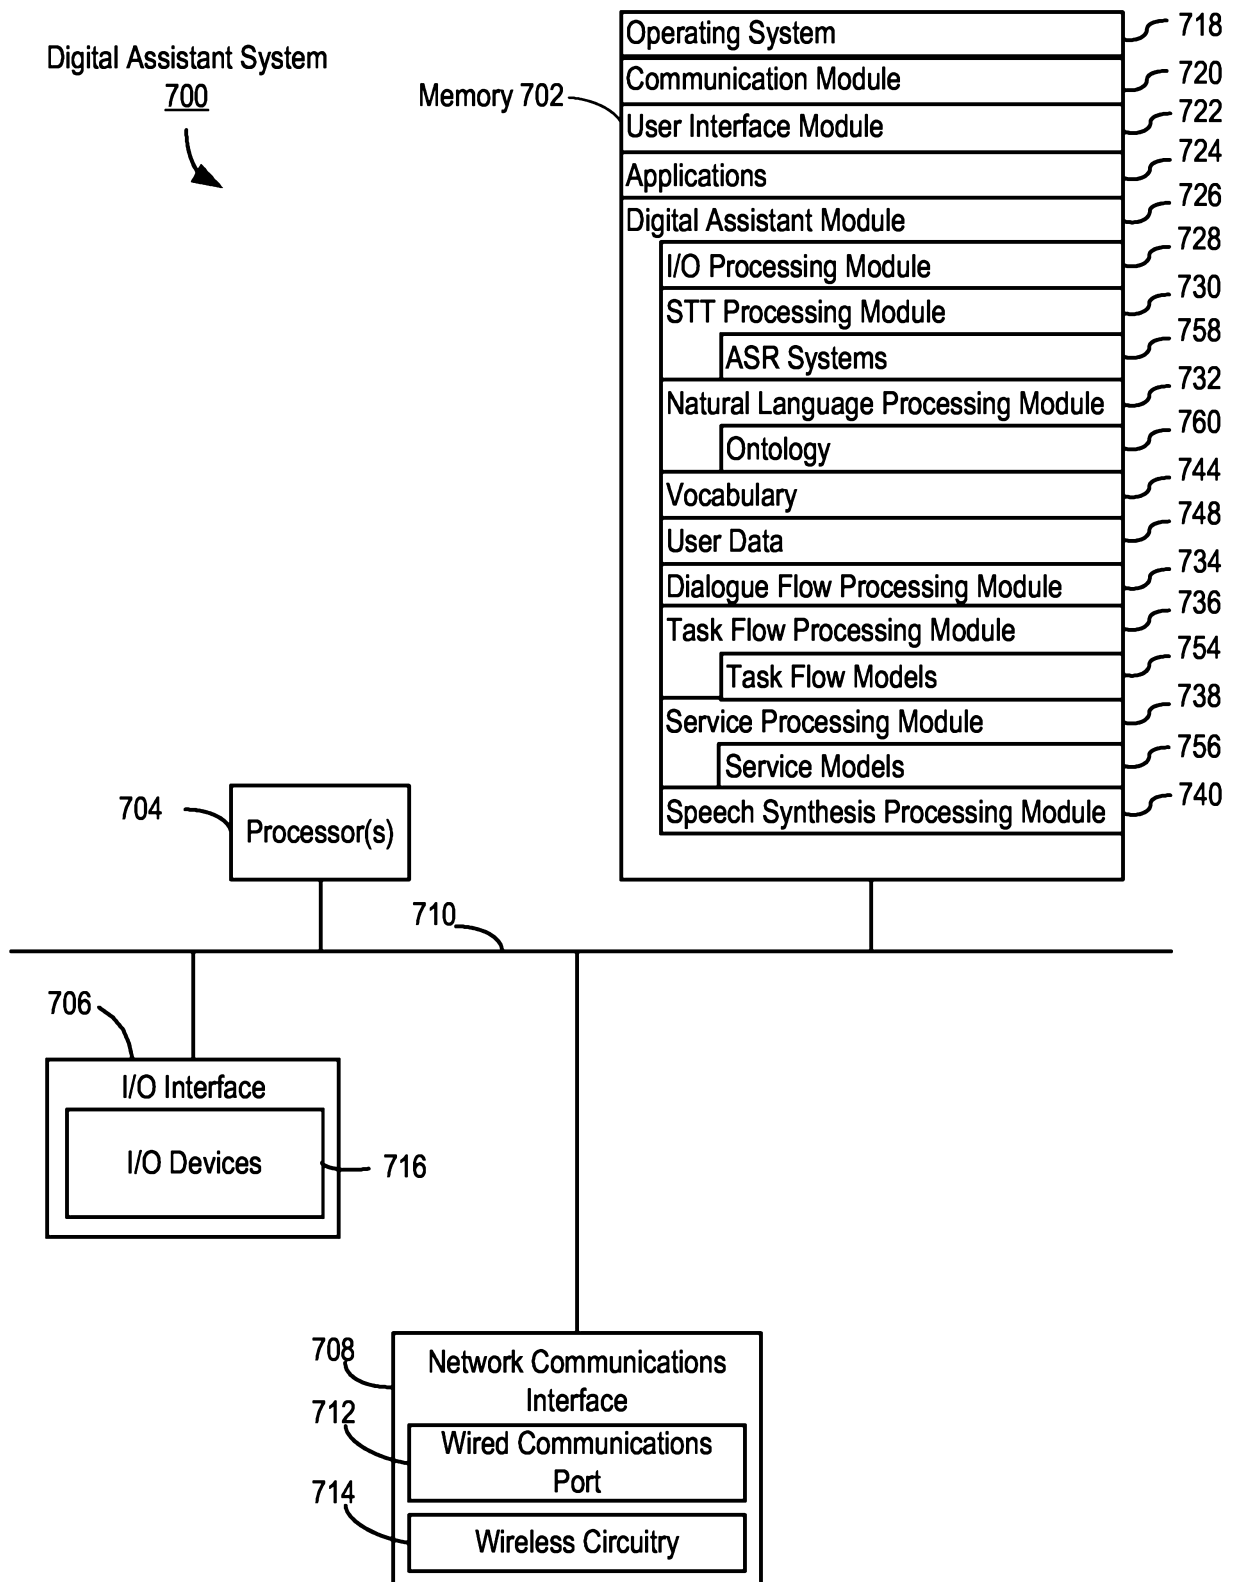 Digital Assistant System
700
Memory 702
Operating System 718
Communication Module 720
User Interface Module 722
Applications 724
Digital Assistant Module 726
I/O Processing Module 728
STT Processing Module 730
ASR Systems 758
Natural Language Processing Module 732
Ontology 760
Vocabulary 744
User Data 748
Dialogue Flow Processing Module 734
Task Flow Processing Module 736
Task Flow Models 754
Service Processing Module 738
Service Models 756
Speech Synthesis Processing Module 740
704
Processor(s)
710
706
I/O Interface
I/O Devices
716
708
Network Communications
Interface
712
Wired Communications
Port
714
Wireless Circuitry